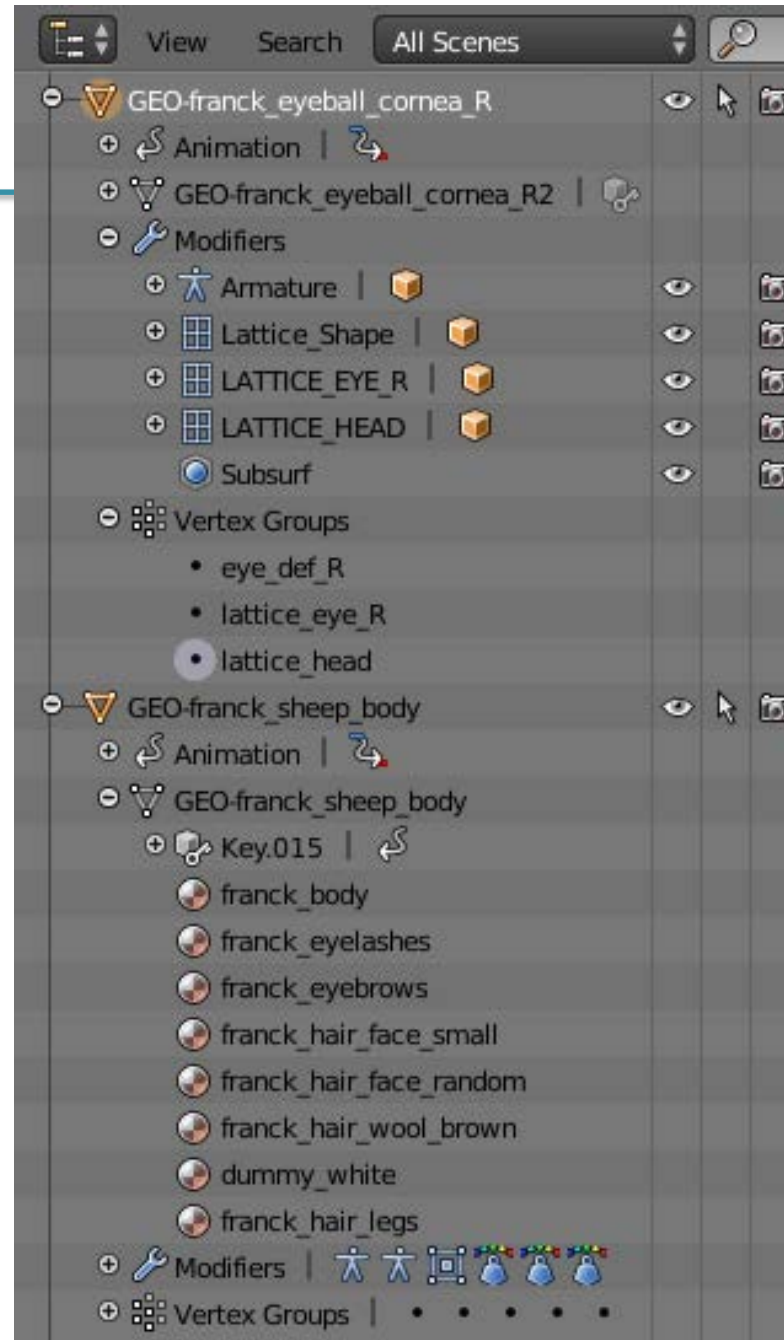 View Search All Scenes
GEO-franck_eyeball_cornea_R
Animation |
GEO-franck_eyeball_cornea_R2 |
Modifiers
Armature |
Lattice_Shape |
LATTICE_EYE_R |
LATTICE_HEAD |
Subsurf
Vertex Groups
eye_def_R
lattice_eye_R
lattice_head
GEO-franck_sheep_body
Animation |
GEO-franck_sheep_body
Key.015 |
franck_body
franck_eyelashes
franck_eyebrows
franck_hair_face_small
franck_hair_face_random
franck_hair_wool_brown
dummy_white
franck_hair_legs
Modifiers |
Vertex Groups |